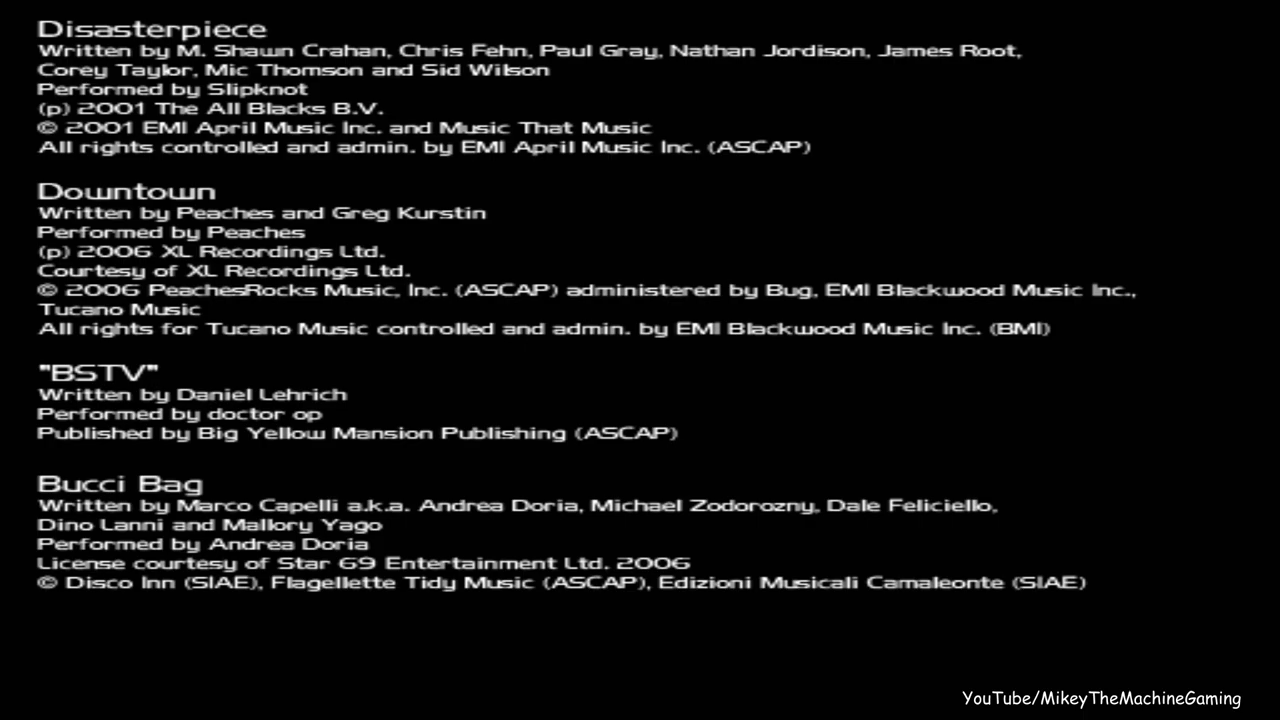 Disasterpiece
Written by M. Shawn Crahan, Chris Fehn, Paul Gray, Nathan Jordison, James Root,
Corey Taylor, Mic Thomson and Sid Wilson
Performed by Slipknot
(p) 2001 The All Blacks B.V.
© 2001 EMI April Music Inc. and Music That Music
All rights controlled and admin. by EMI April Music Inc. (ASCAP)
Downtown
Written by Peaches and Greg Kurstin
Performed by Peaches
(p) 2006 XL Recordings Ltd.
Courtesy of XL Recordings Ltd.
© 2006 PeachesRocks Music, Inc. (ASCAP) administered by Bug, EMI Blackwood Music Inc.,
Tucano Music
All rights for Tucano Music controlled and admin. by EMI Blackwood Music Inc. (BMI)
"BSTV"
Written by Daniel Lehrich
Performed by doctor op
Published by Big Yellow Mansion Publishing (ASCAP)
Bucci Bag
Written by Marco Capelli a.k.a. Andrea Doria, Michael Zodorozny, Dale Feliciello,
Dino Lanni and Mallory Yago
Performed by Andrea Doria
License courtesy of Star 69 Entertainment Ltd. 2006
© Disco Inn (SIAE), Flagellette Tidy Music (ASCAP), Edizioni Musicali Camaleonte (SIAE)
YouTube/MikeyTheMachineGaming